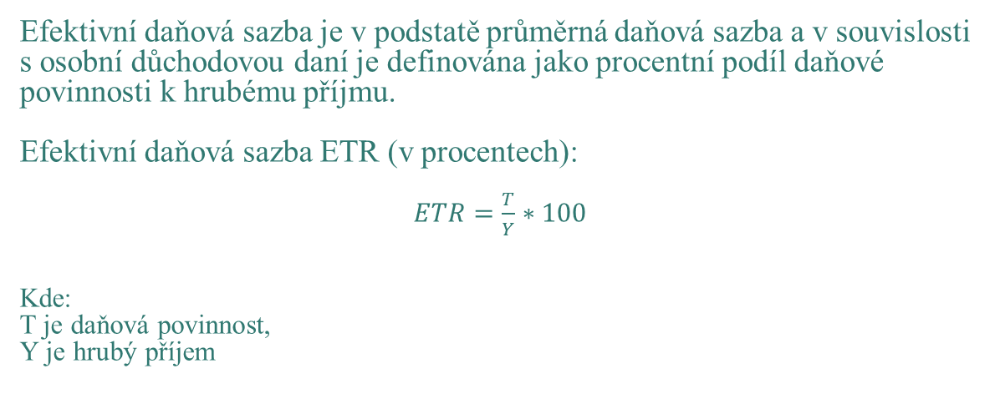 Efektivní daňová sazba je v podstatě průměrná daňová sazba a v souvislosti
s osobní důchodovou daní je definována jako procentní podíl daňové
povinnosti k hrubému příjmu.
Efektivní daňová sazba ETR (v procentech):
ETR = T/Y * 100
Kde:
T je daňová povinnost,
Y je hrubý příjem